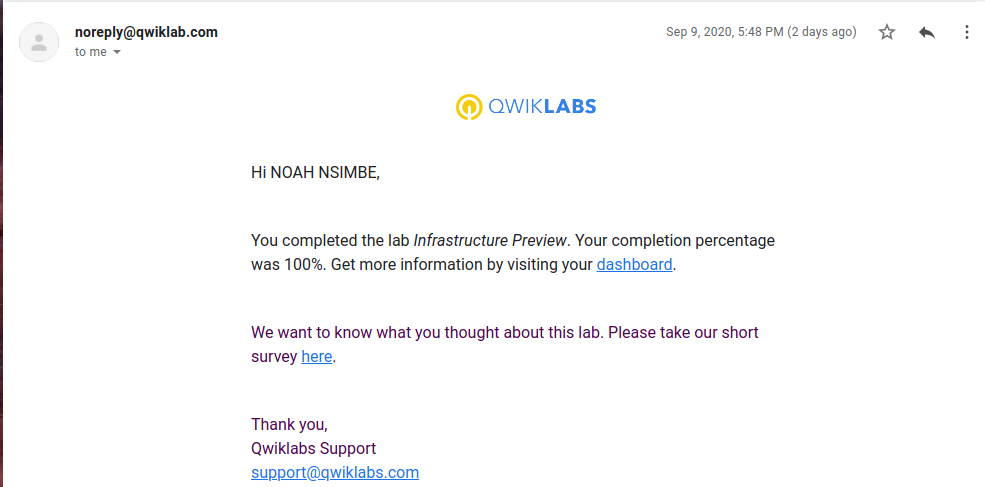 noreply@qwiklab.com
Sep 9, 2020, 5:48 PM (2 days ago)
to me
QWIKLABS
Hi NOAH NSIMBE,
You completed the lab Infrastructure Preview. Your completion percentage
was 100%. Get more information by visiting your dashboard.
We want to know what you thought about this lab. Please take our short
survey here.
Thank you,
Qwiklabs Support
support@qwiklabs.com